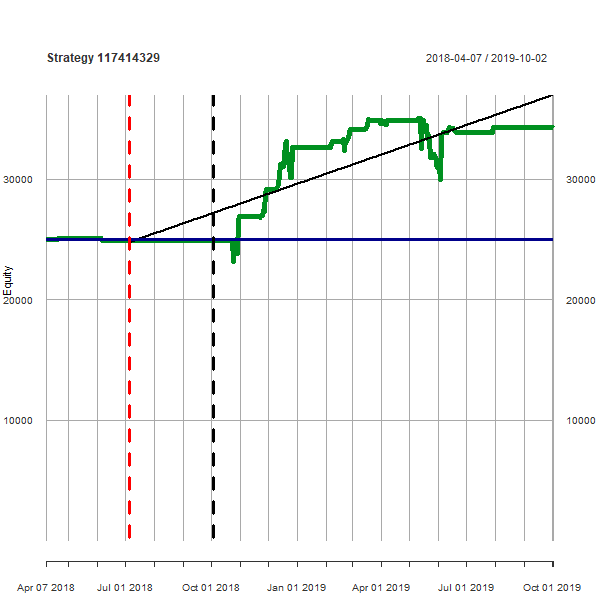 Strategy 117414329 2018-04-07 / 2019-10-02
30000 30000
Equity
20000 20000
10000 10000
Apr 07 2018 Jul 01 2018 Oct 01 2018 Jan 01 2019 Apr 01 2019 Jul 01 2019 Oct 01 2019